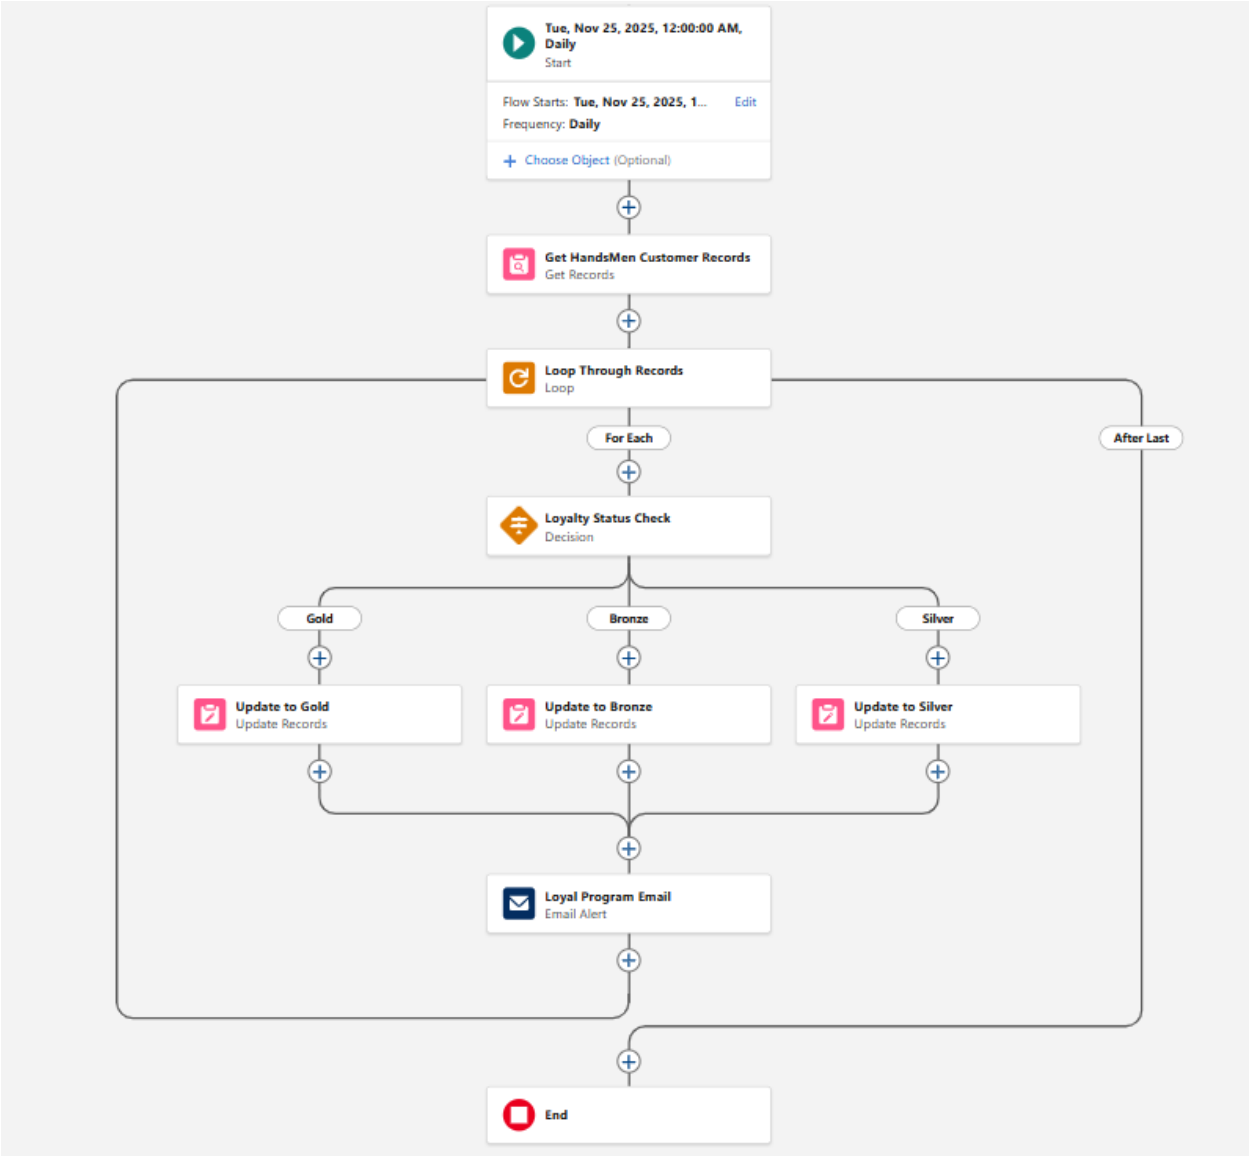 Tue, Nov 25, 2025, 12:00:00 AM,
Daily
Start
Flow Starts: Tue, Nov 25, 2025, 1... Edit
Frequency: Daily
+ Choose Object (Optional)
Get HandsMen Customer Records
Get Records
Loop Through Records
Loop
For Each
After Last
Loyalty Status Check
Decision
Gold
Bronze
Silver
Update to Gold
Update Records
Update to Bronze
Update Records
Update to Silver
Update Records
Loyal Program Email
Email Alert
End